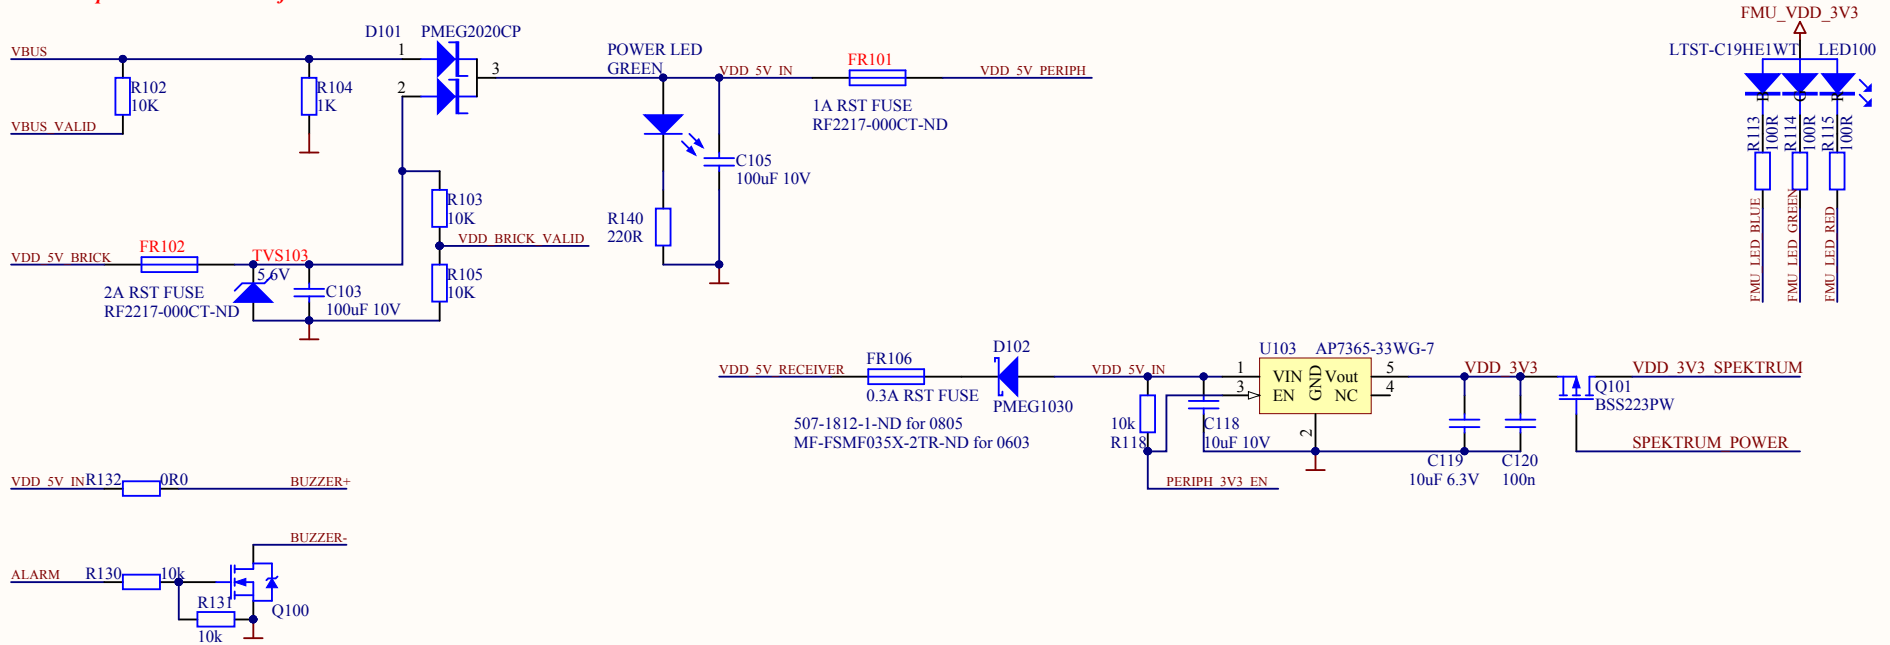 FMU_VDD_3V3
D101 PMEG2020CP
VBUS
1
2
3
R102
10K
R104
1K
VBUS_VALID
POWER LED
GREEN
VDD_5V_IN
FR101
VDD_5V_PERIPH
1A RST FUSE
RF2217-000CT-ND
C105
100uF 10V
R140
220R
LTST-C19HE1WT LED100
R113
100R
R114
100R
R115
100R
FMU_LED_BLUE
FMU_LED_GREEN
FMU_LED_RED
R103
10K
VDD_BRICK_VALID
R105
10K
VDD_5V_BRICK
FR102
TVS103
5.6V
2A RST FUSE
RF2217-000CT-ND
C103
100uF 10V
VDD_5V_RECEIVER
FR106
0.3A RST FUSE
D102
PMEG1030
507-1812-1-ND for 0805
MF-FSMF035X-2TR-ND for 0603
VDD_5V_IN
10k
R118
C118
10uF 10V
PERIPH_3V3_EN
U103 AP7365-33WG-7
1
3
VIN
EN
GND
Vout
NC
5
4
2
VDD_3V3
C119
10uF 6.3V
C120
100n
VDD_3V3_SPEKTRUM
Q101
BSS223PW
SPEKTRUM_POWER
VDD_5V_IN R132 0R0 BUZZER+
BUZZER-
ALARM R130 10k
R131
10k
Q100